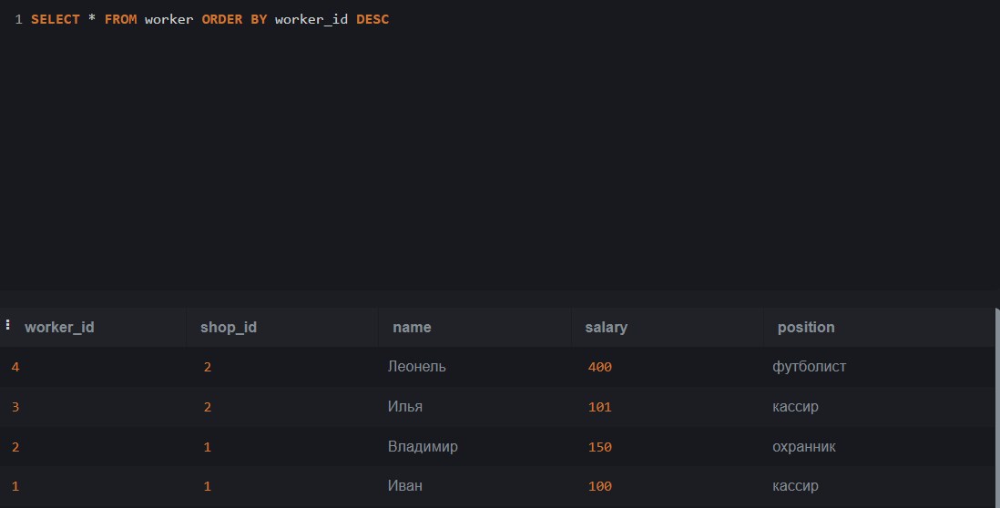 1 SELECT * FROM worker ORDER BY worker_id DESC
worker_id shop_id name salary position
4 2 Леонель 400 футболист
3 2 Илья 101 кассир
2 1 Владимир 150 охранник
1 1 Иван 100 кассир